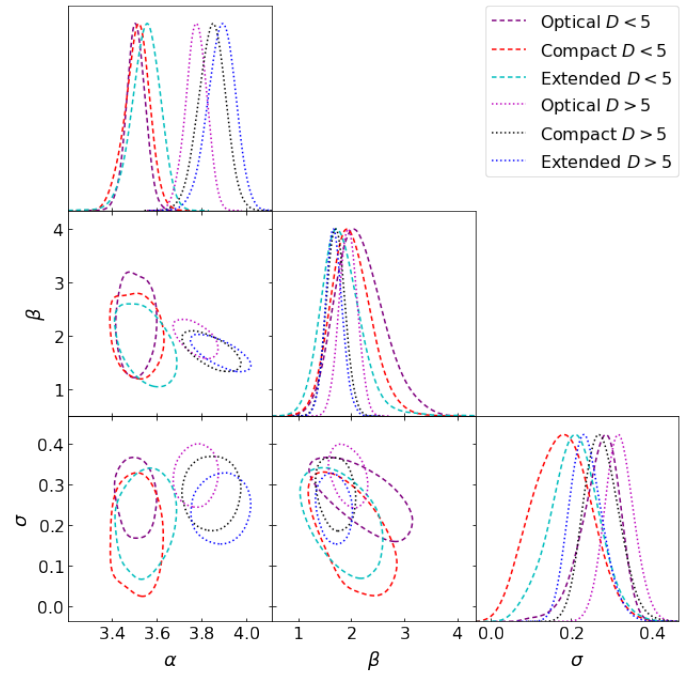 Optical D < 5
Compact D < 5
Extended D < 5
Optical D > 5
Compact D > 5
Extended D > 5
4
3
2
1
β
0.4
0.3
0.2
0.1
0.0
σ
3.4 3.6 3.8 4.0
1 2 3 4
0.0 0.2 0.4
α β σ